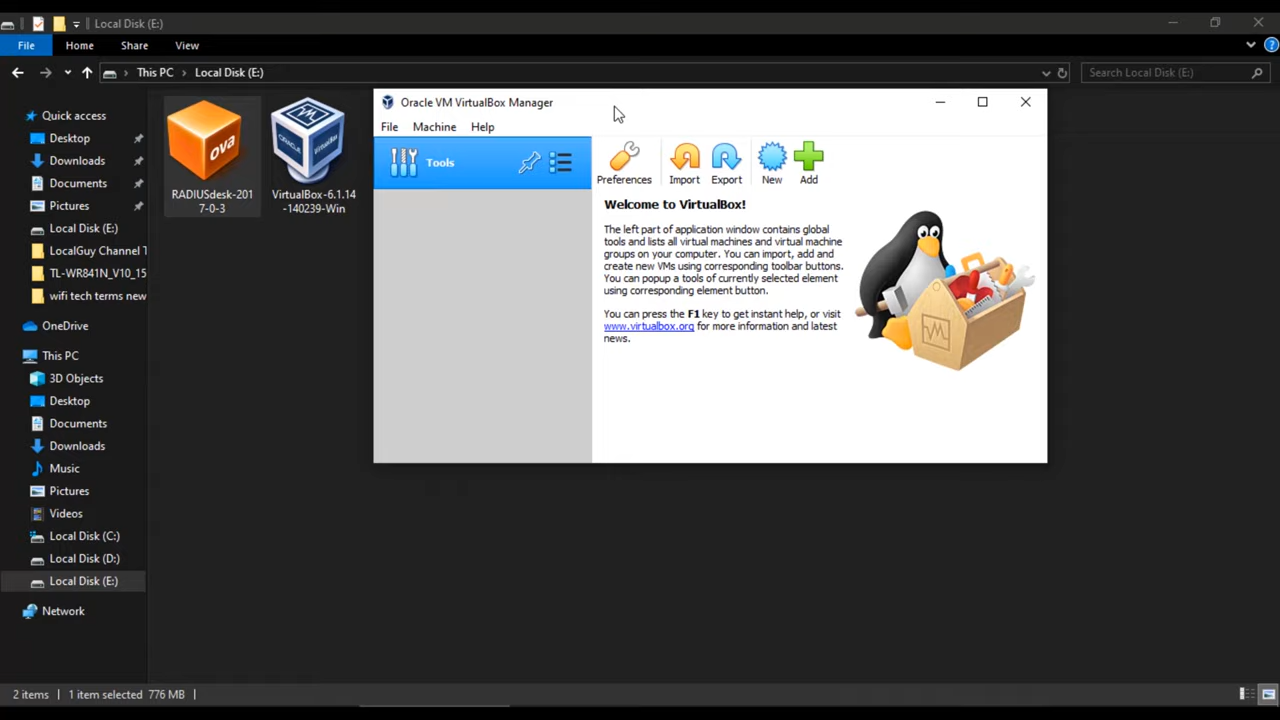 Local Disk (E:)
File Home Share View
This PC Local Disk (E:)
Search Local Disk (E:)
Quick access
Desktop
Downloads
Documents
Pictures
Local Disk (E:)
LocalGuy Channel T
TL-WR841N_V10_15
wifi tech terms new
OneDrive
This PC
3D Objects
Desktop
Documents
Downloads
Music
Pictures
Videos
Local Disk (C:)
Local Disk (D:)
Local Disk (E:)
Network
ova
RADIUSdesk-201
7-0-3
ORACLE
VirtualBox
VirtualBox-6.1.14
-140239-Win
Oracle VM VirtualBox Manager
File Machine Help
Tools
Preferences Import Export New Add
Welcome to VirtualBox!
The left part of application window contains global
tools and lists all virtual machines and virtual machine
groups on your computer. You can import, add and
create new VMs using corresponding toolbar buttons.
You can popup a tools of currently selected element
using corresponding element button.
You can press the F1 key to get instant help, or visit
www.virtualbox.org for more information and latest
news.
2 items 1 item selected 776 MB